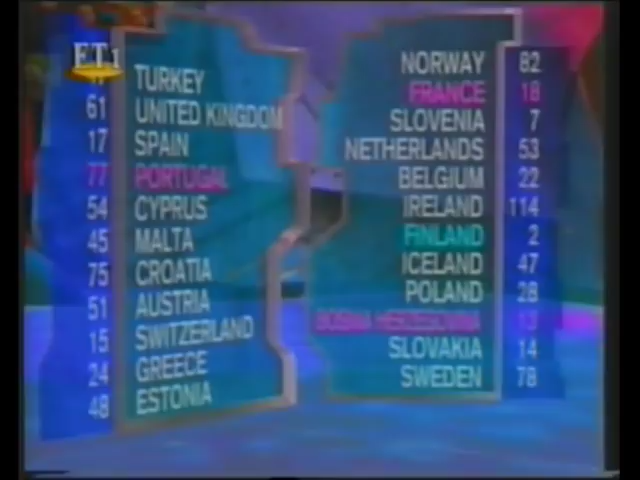 ET1
TURKEY
61 UNITED KINGDOM
17 SPAIN
77 PORTUGAL
54 CYPRUS
45 MALTA
75 CROATIA
51 AUSTRIA
15 SWITZERLAND
24 GREECE
48 ESTONIA
NORWAY 82
FRANCE 18
SLOVENIA 7
NETHERLANDS 53
BELGIUM 22
IRELAND 114
FINLAND 2
ICELAND 47
POLAND 28
BOSNIA HERZEGOVINA 13
SLOVAKIA 14
SWEDEN 78